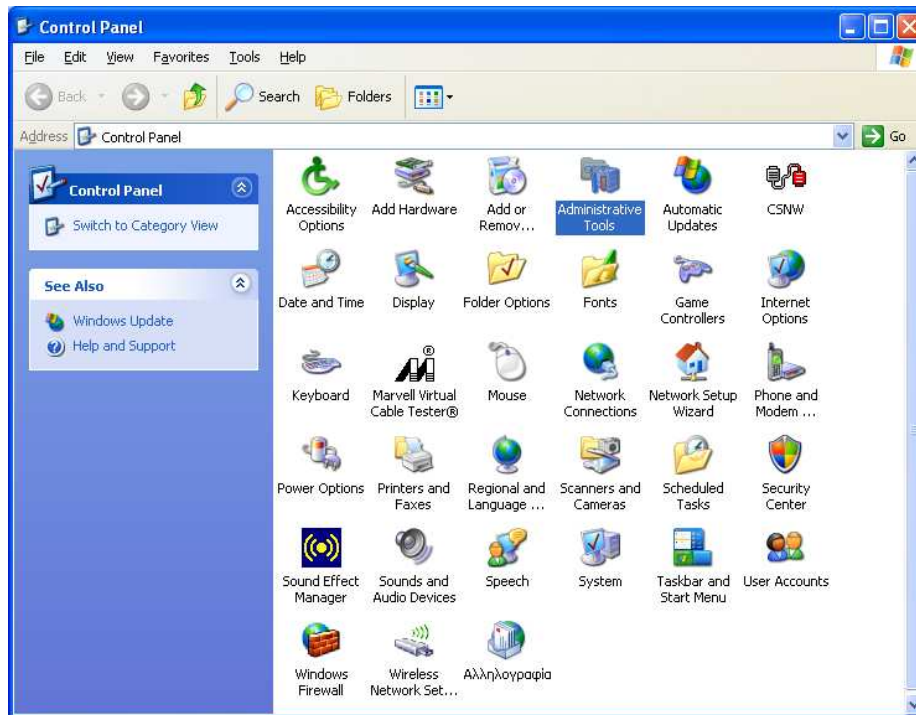 Control Panel
File Edit View Favorites Tools Help
Back Search Folders
Address Control Panel Go
Control Panel
Switch to Category View
See Also
Windows Update
Help and Support
Accessibility Options
Add Hardware
Add or Remov...
Administrative Tools
Automatic Updates
CSNW
Date and Time
Display
Folder Options
Fonts
Game Controllers
Internet Options
Keyboard
Marvell Virtual Cable Tester®
Mouse
Network Connections
Network Setup Wizard
Phone and Modem ...
Power Options
Printers and Faxes
Regional and Language ...
Scanners and Cameras
Scheduled Tasks
Security Center
Sound Effect Manager
Sounds and Audio Devices
Speech
System
Taskbar and Start Menu
User Accounts
Windows Firewall
Wireless Network Set...
Αλληλογραφία